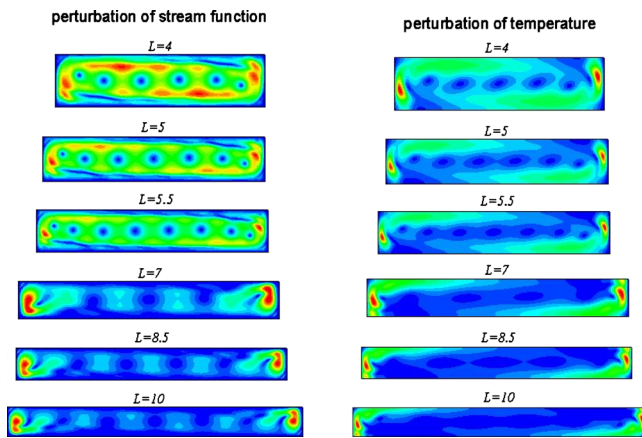 perturbation of stream function
perturbation of temperature
L=4
L=4
L=5
L=5
L=5.5
L=5.5
L=7
L=7
L=8.5
L=8.5
L=10
L=10